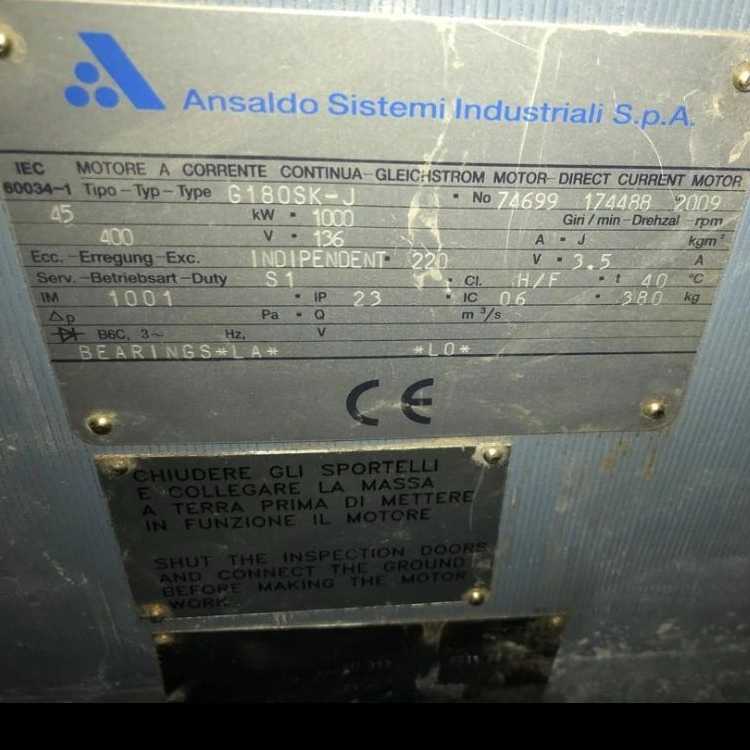 Ansaldo Sistemi Industriali S.p.A.
IEC 60034-1 MOTORE A CORRENTE CONTINUA-GLEICHSTROM MOTOR-DIRECT CURRENT MOTOR
Tipo-Typ-Type G180SK-J • No 74699 174488 2009
45 kW • 1000 Giri/min-Drehzal-rpm
400 V • 136 A • J kgm²
Ecc.-Erregung-Exc. INDIPENDENT • 220 V • 3.5 A
Serv.-Betriebsart-Duty S1 • Cl. H/F • t 40 °C
IM 1001 • IP 23 • IC 06 • 380 kg
Δp Pa • Q m³/s
B6C, 3~ Hz, V
BEARINGS*LA* *LO*
CE
CHIUDERE GLI SPORTELLI
E COLLEGARE LA MASSA
A TERRA PRIMA DI METTERE
IN FUNZIONE IL MOTORE
SHUT THE INSPECTION DOORS
AND CONNECT THE GROUND
BEFORE MAKING THE MOTOR
WORK